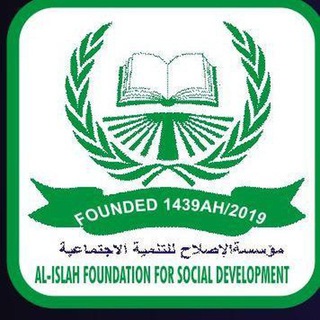 FOUNDED 1439AH/2019
مؤسسةالإصلاح للتنمية الاجتماعية
AL-ISLAH FOUNDATION FOR SOCIAL DEVELOPMENT